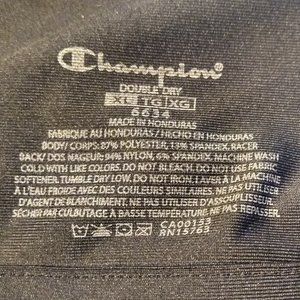 Champion
DOUBLE DRY
XL TG XG
6634
MADE IN HONDURAS
FABRIQUE AU HONDURAS / HECHO EN HONDURAS
BODY/ CORPS: 87% POLYESTER, 13% SPANDEX. RACER
BACK/ DOS NAGEUR: 94% NYLON, 6% SPANDEX. MACHINE WASH
COLD WITH LIKE COLORS. DO NOT BLEACH. DO NOT USE FABRIC
SOFTENER. TUMBLE DRY LOW. DO NOT IRON. LAVER A LA MACHINE
À L'EAU FROIDE AVEC DES COULEURS SIMILAIRES. NE PAS UTILISER
D'AGENT DE BLANCHIMENT. NE PAS UTILISER D'ASSOUPLISSEUR.
SÉCHER PAR CULBUTAGE À BASSE TEMPÉRATURE. NE PAS REPASSER.
CA00153
RN15763